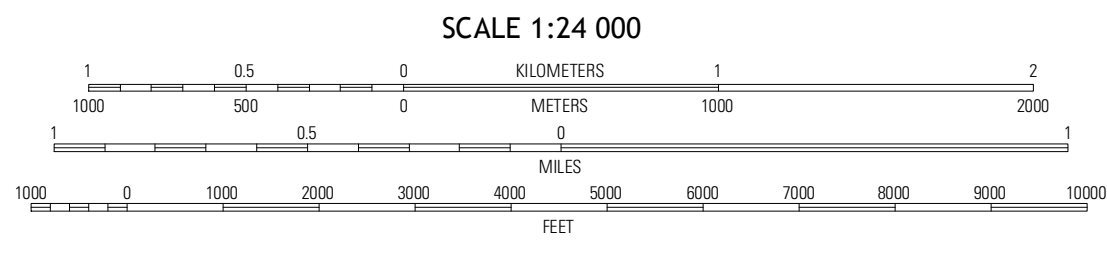 SCALE 1:24 000
1 0.5 0 KILOMETERS 1 2
1000 500 0 METERS 1000 2000
1 0.5 0 1
MILES
1000 0 1000 2000 3000 4000 5000 6000 7000 8000 9000 10000
FEET